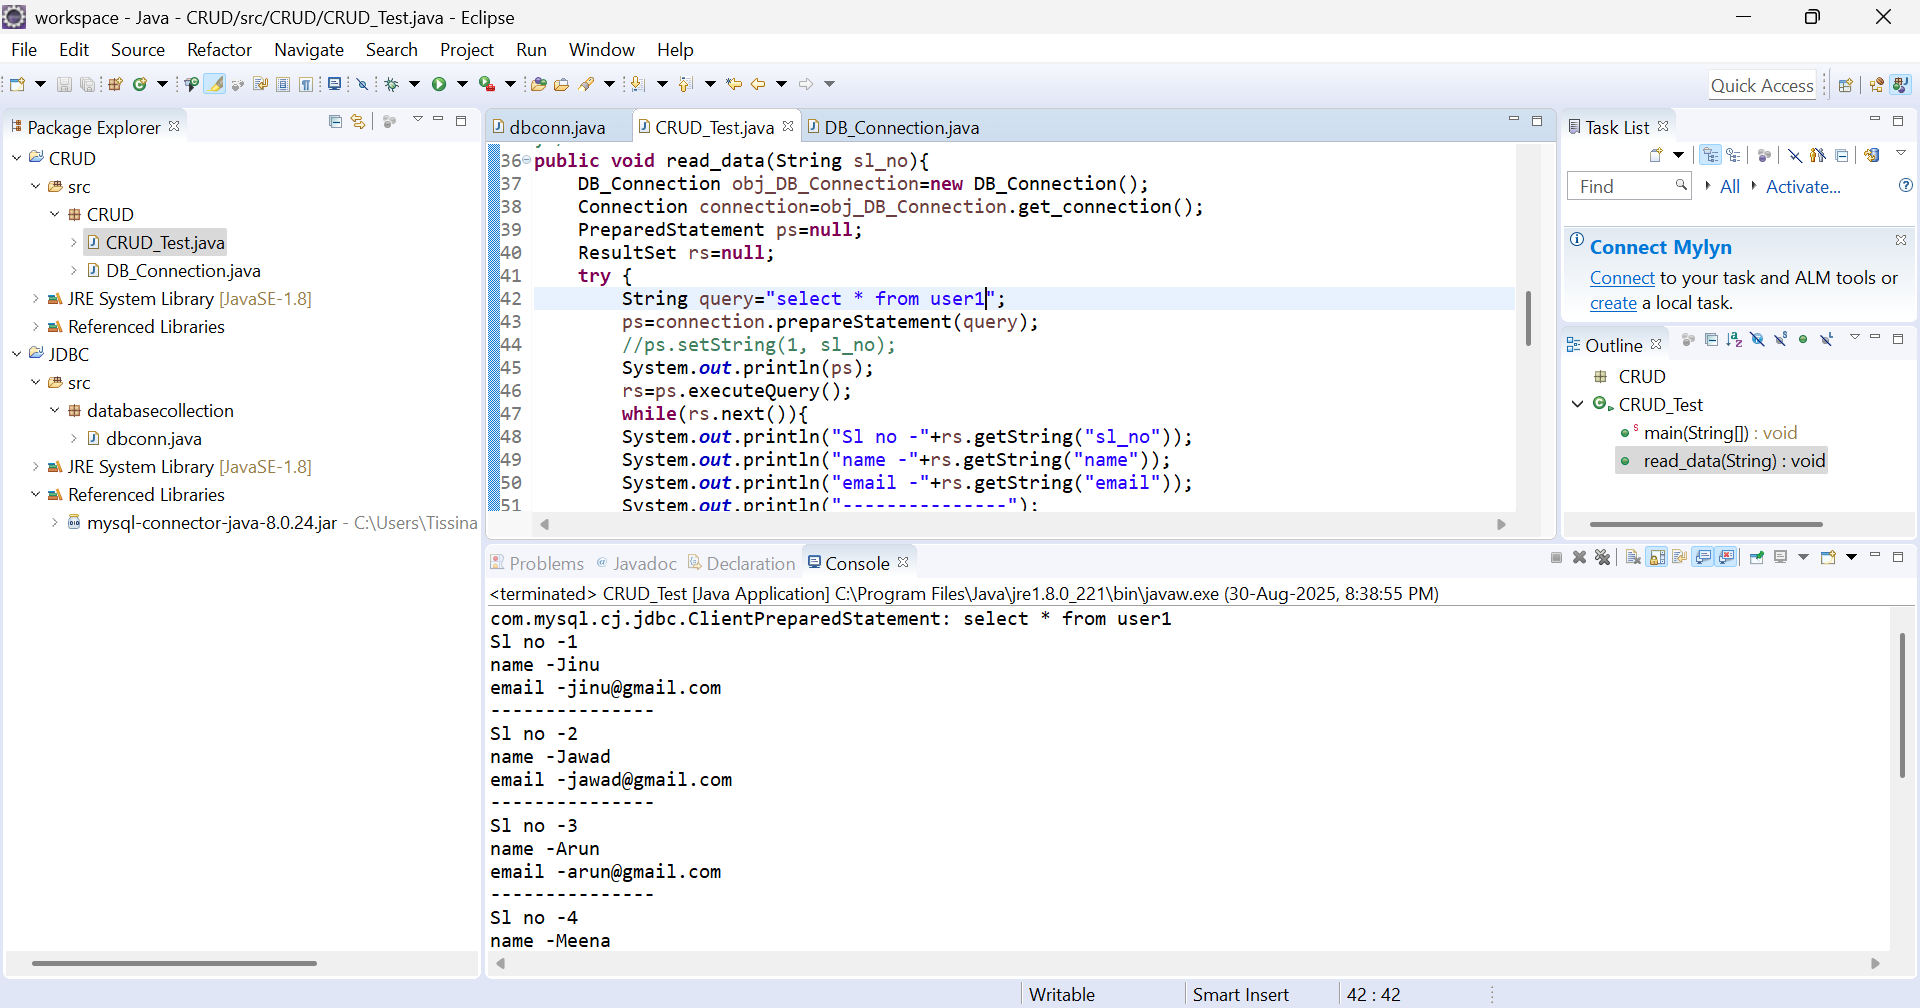 workspace - Java - CRUD/src/CRUD/CRUD_Test.java - Eclipse
File Edit Source Refactor Navigate Search Project Run Window Help
Quick Access
Package Explorer
CRUD
src
CRUD
CRUD_Test.java
DB_Connection.java
JRE System Library [JavaSE-1.8]
Referenced Libraries
JDBC
src
databasecollection
dbconn.java
JRE System Library [JavaSE-1.8]
Referenced Libraries
mysql-connector-java-8.0.24.jar - C:\Users\Tissina
dbconn.java CRUD_Test.java DB_Connection.java
36 public void read_data(String sl_no){
37 DB_Connection obj_DB_Connection=new DB_Connection();
38 Connection connection=obj_DB_Connection.get_connection();
39 PreparedStatement ps=null;
40 ResultSet rs=null;
41 try {
42 String query="select * from user1";
43 ps=connection.prepareStatement(query);
44 //ps.setString(1, sl_no);
45 System.out.println(ps);
46 rs=ps.executeQuery();
47 while(rs.next()){
48 System.out.println("Sl no -"+rs.getString("sl_no"));
49 System.out.println("name -"+rs.getString("name"));
50 System.out.println("email -"+rs.getString("email"));
51 System.out.println("---------------");
Task List
Find All Activate...
Connect Mylyn
Connect to your task and ALM tools or
create a local task.
Outline
CRUD
CRUD_Test
main(String[]) : void
read_data(String) : void
Problems Javadoc Declaration Console
<terminated> CRUD_Test [Java Application] C:\Program Files\Java\jre1.8.0_221\bin\javaw.exe (30-Aug-2025, 8:38:55 PM)
com.mysql.cj.jdbc.ClientPreparedStatement: select * from user1
Sl no -1
name -Jinu
email -jinu@gmail.com
---------------
Sl no -2
name -Jawad
email -jawad@gmail.com
---------------
Sl no -3
name -Arun
email -arun@gmail.com
---------------
Sl no -4
name -Meena
Writable Smart Insert 42 : 42